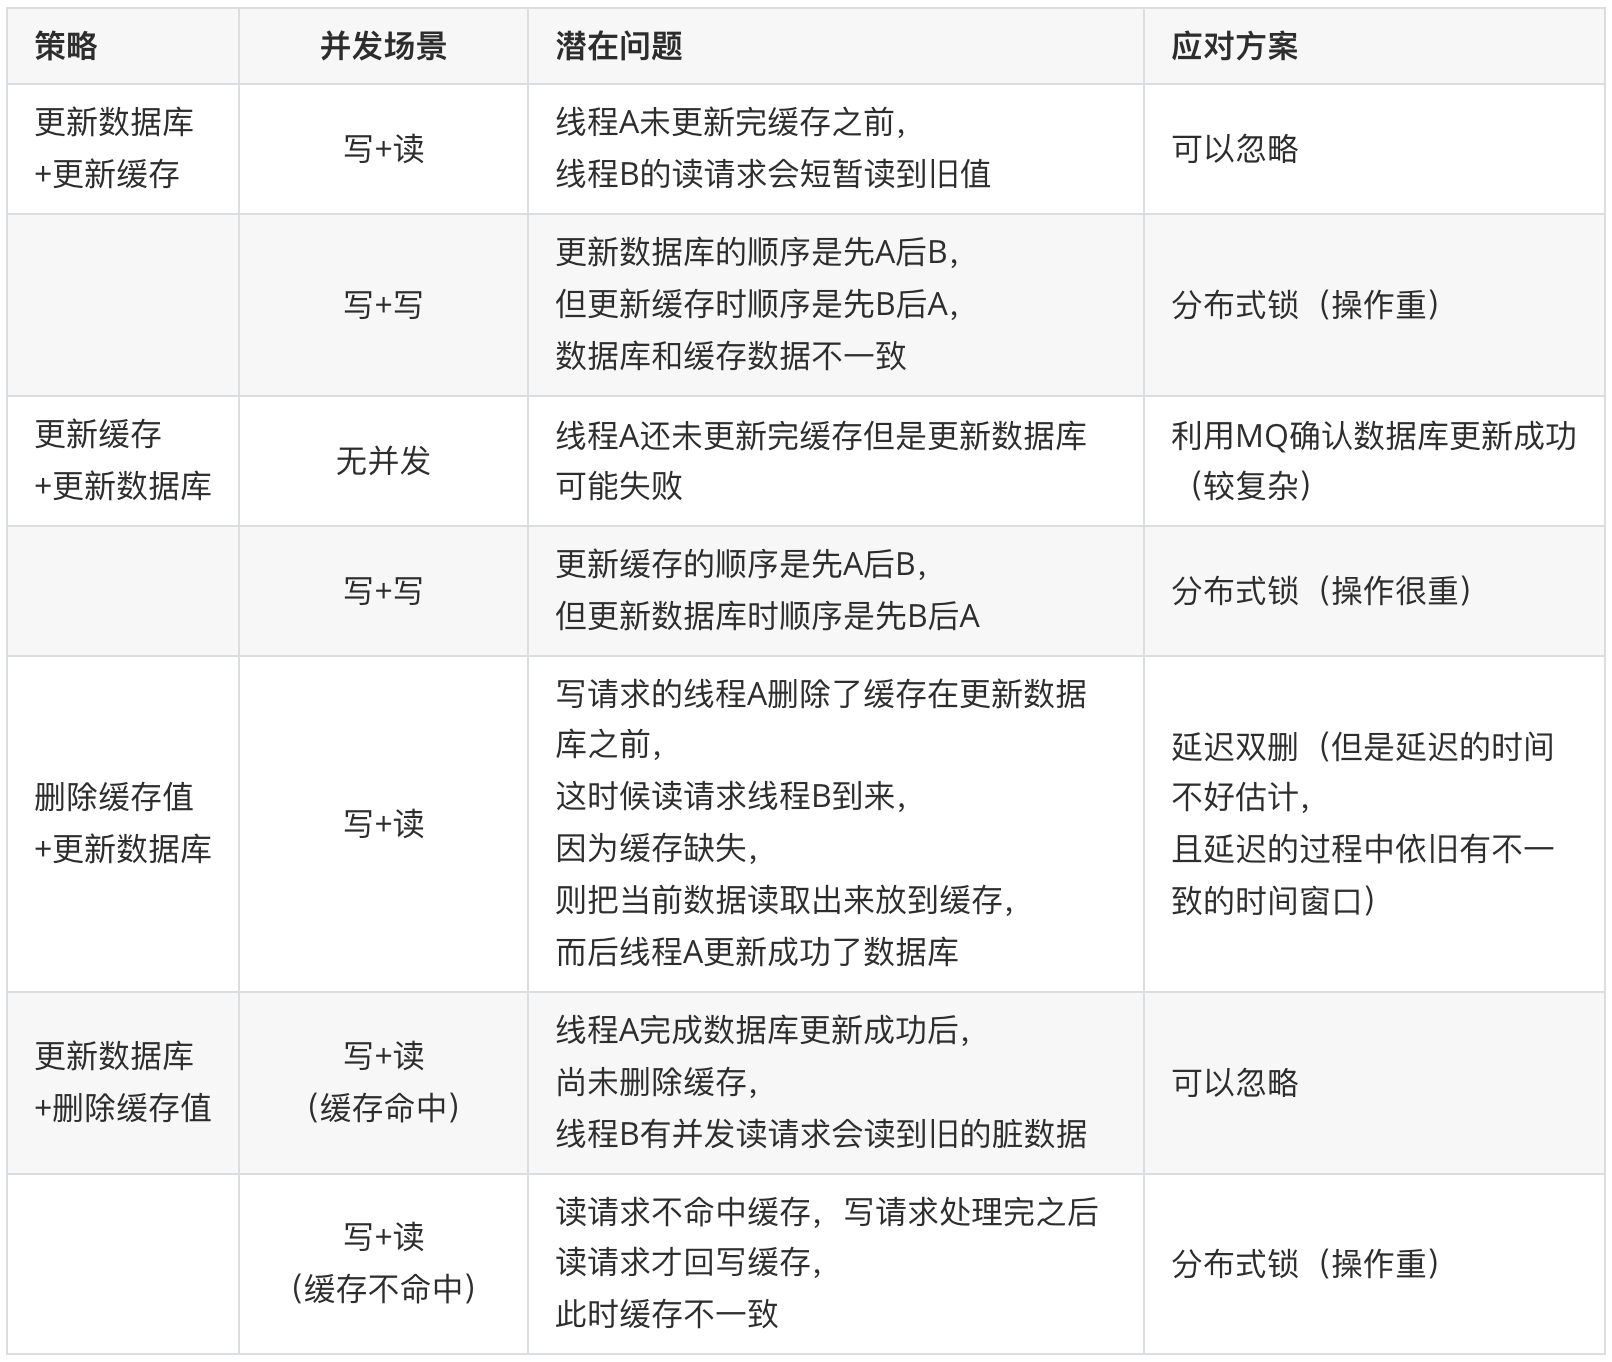 策略
并发场景
潜在问题
应对方案
更新数据库
+更新缓存
写+读
线程A未更新完缓存之前，
线程B的读请求会短暂读到旧值
可以忽略
写+写
更新数据库的顺序是先A后B，
但更新缓存时顺序是先B后A，
数据库和缓存数据不一致
分布式锁（操作重）
更新缓存
+更新数据库
无并发
线程A还未更新完缓存但是更新数据库
可能失败
利用MQ确认数据库更新成功
（较复杂）
写+写
更新缓存的顺序是先A后B，
但更新数据库时顺序是先B后A
分布式锁（操作很重）
删除缓存值
+更新数据库
写+读
写请求的线程A删除了缓存在更新数据
库之前，
这时候读请求线程B到来，
因为缓存缺失，
则把当前数据读取出来放到缓存，
而后线程A更新成功了数据库
延迟双删（但是延迟的时间
不好估计，
且延迟的过程中依旧有不一
致的时间窗口）
更新数据库
+删除缓存值
写+读
（缓存命中）
线程A完成数据库更新成功后，
尚未删除缓存，
线程B有并发读请求会读到旧的脏数据
可以忽略
写+读
（缓存不命中）
读请求不命中缓存，写请求处理完之后
读请求才回写缓存，
此时缓存不一致
分布式锁（操作重）